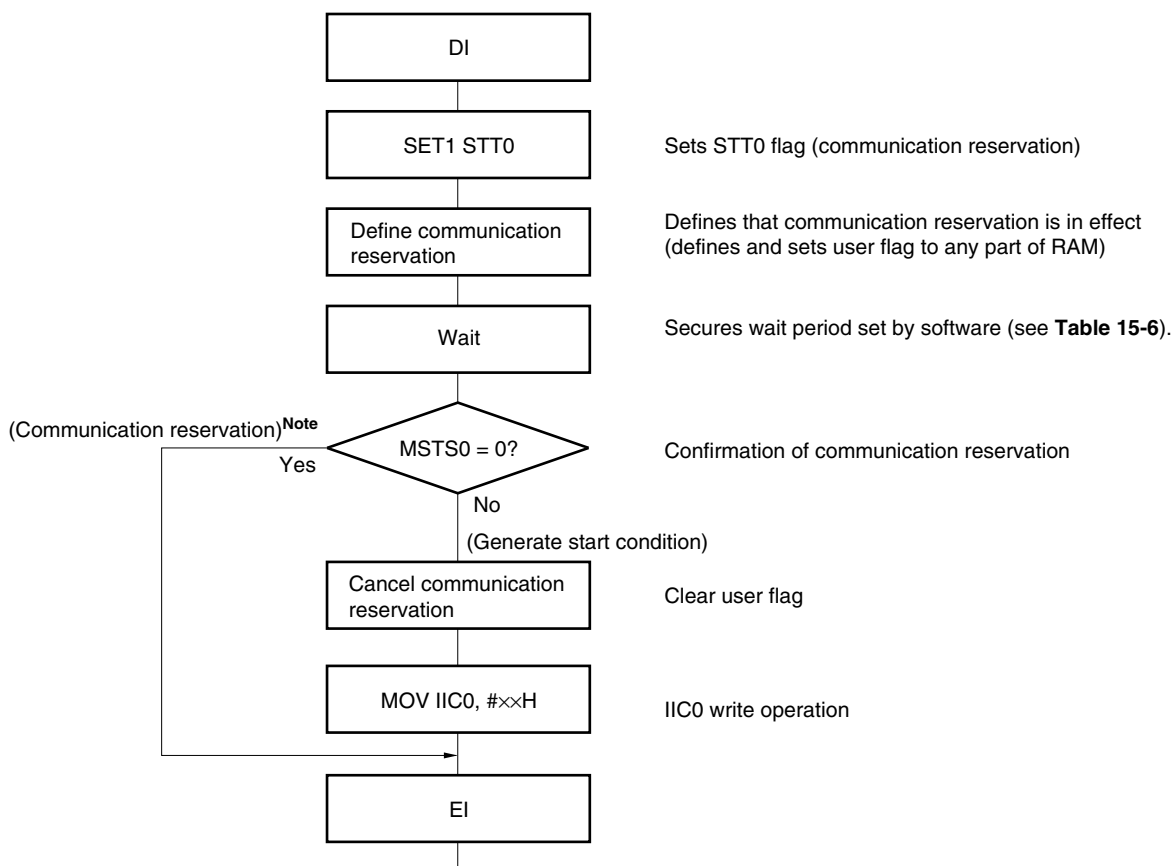 DI
SET1 STT0
Sets STT0 flag (communication reservation)
Define communication
reservation
Defines that communication reservation is in effect
(defines and sets user flag to any part of RAM)
Wait
Secures wait period set by software (see Table 15-6).
(Communication reservation)Note
Yes
MSTS0 = 0?
Confirmation of communication reservation
No
(Generate start condition)
Cancel communication
reservation
Clear user flag
MOV IIC0, #××H
IIC0 write operation
EI